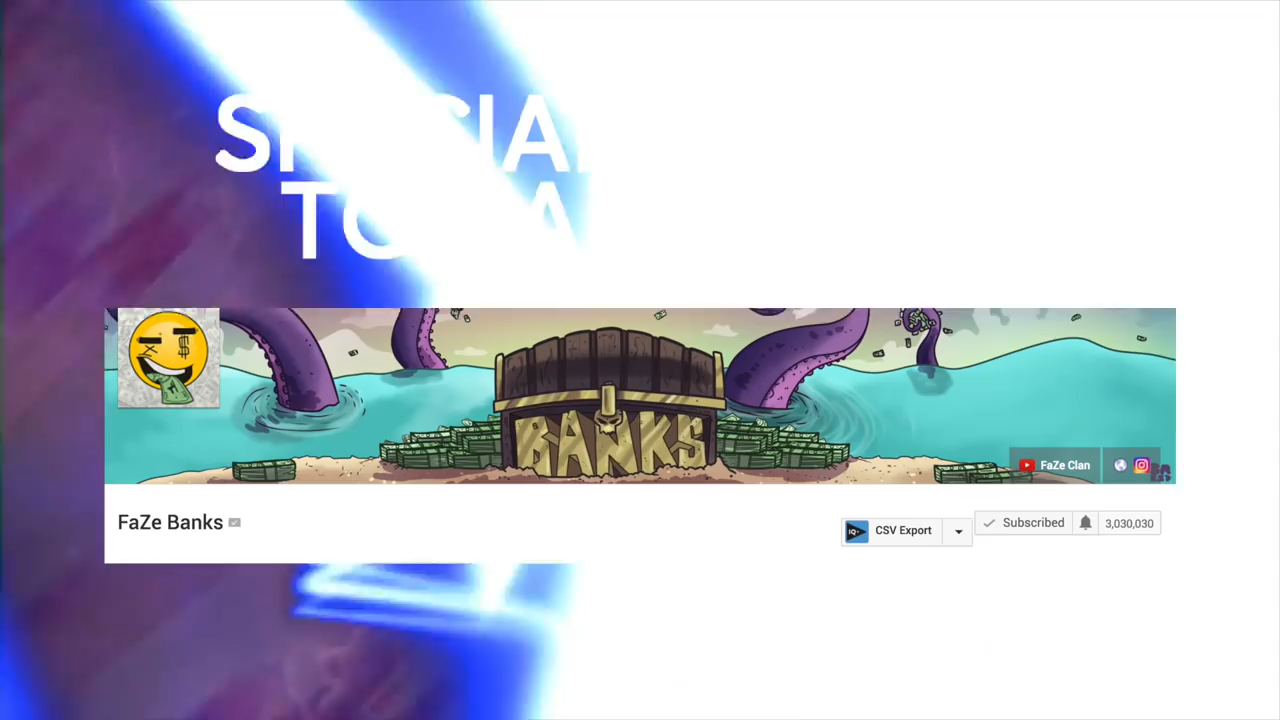 BANKS
FaZe Clan
FaZe Banks
CSV Export
Subscribed
3,030,030